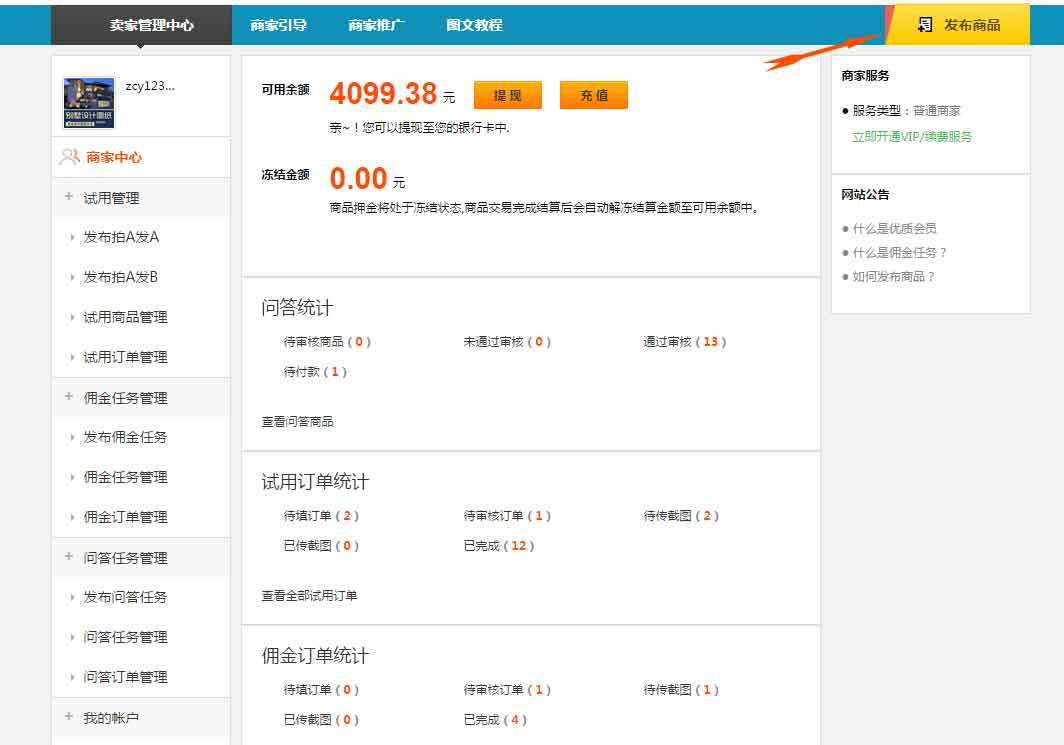 卖家管理中心 商家引导 商家推广 图文教程 发布商品
zcy123...
商家中心
试用管理
发布拍A发A
发布拍A发B
试用商品管理
试用订单管理
佣金任务管理
发布佣金任务
佣金任务管理
佣金订单管理
问答任务管理
发布问答任务
问答任务管理
问答订单管理
我的帐户
可用余额 4099.38 元 提 现 充 值
亲~！您可以提现至您的银行卡中.
冻结金额 0.00 元
商品押金将处于冻结状态,商品交易完成结算后会自动解冻结算金额至可用余额中。
问答统计
待审核商品 ( 0 ) 未通过审核 ( 0 ) 通过审核 ( 13 )
待付款 ( 1 )
查看问答商品
试用订单统计
待填订单 ( 2 ) 待审核订单 ( 1 ) 待传截图 ( 2 )
已传截图 ( 0 ) 已完成 ( 12 )
查看全部试用订单
佣金订单统计
待填订单 ( 0 ) 待审核订单 ( 1 ) 待传截图 ( 1 )
已传截图 ( 0 ) 已完成 ( 4 )
商家服务
● 服务类型：普通商家
立即开通VIP/续费服务
网站公告
● 什么是优质会员
● 什么是佣金任务？
● 如何发布商品？